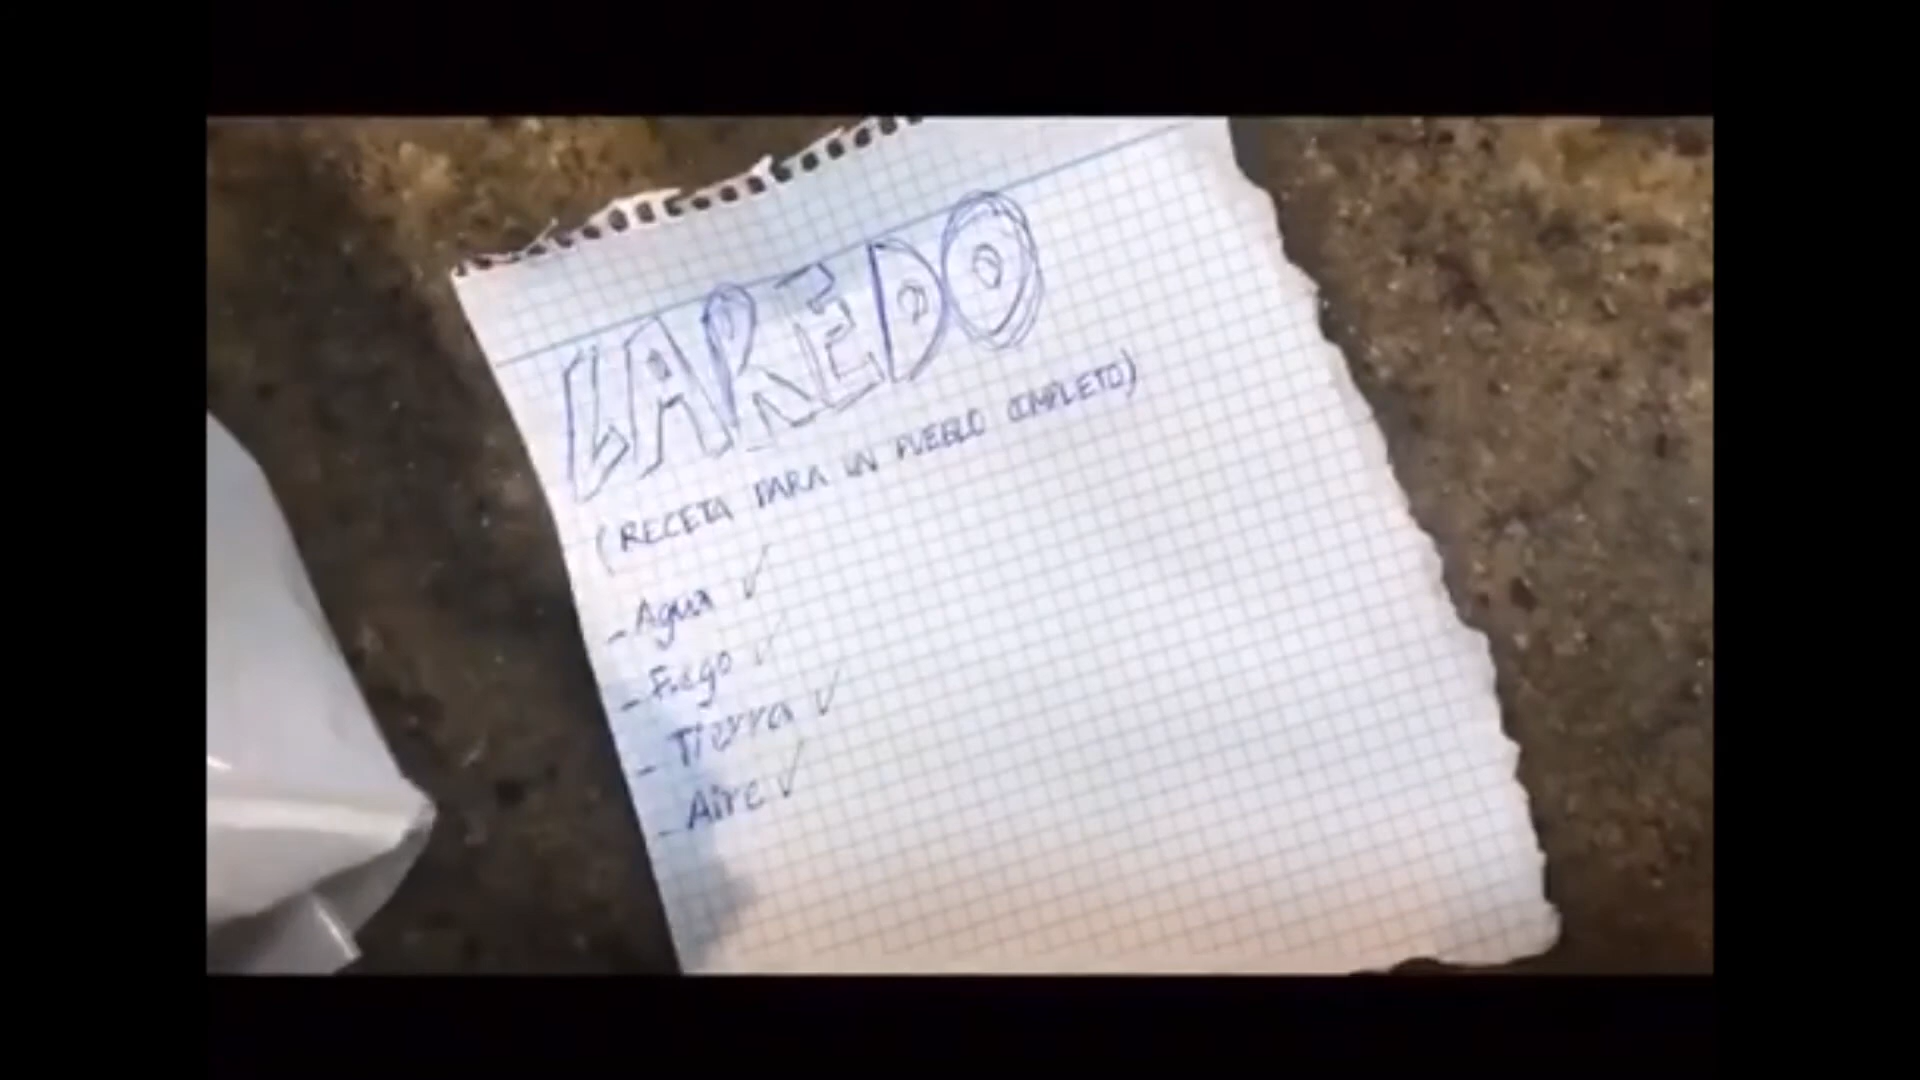 LAREDO
(RECETA PARA UN PUEBLO COMPLETO)
- Agua ✓
- Fuego ✓
- Tierra ✓
- Aire ✓